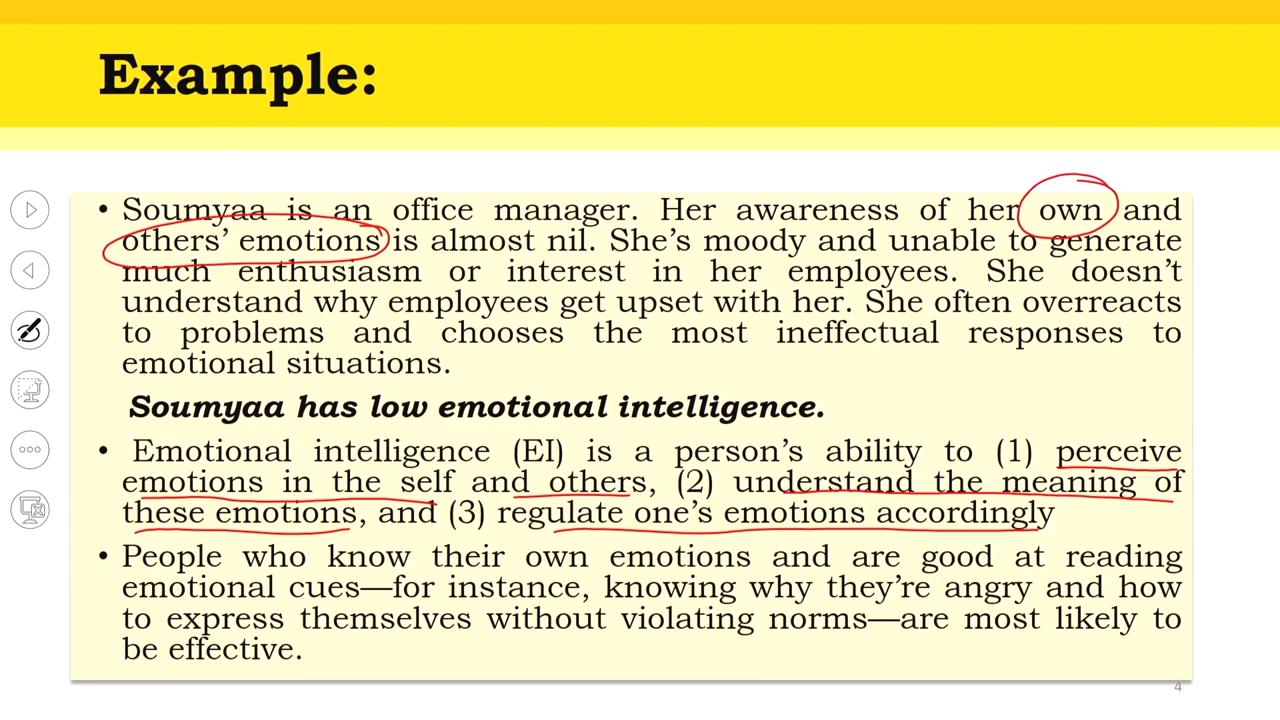 Example:
• Soumyaa is an office manager. Her awareness of her own and
others’ emotions is almost nil. She’s moody and unable to generate
much enthusiasm or interest in her employees. She doesn’t
understand why employees get upset with her. She often overreacts
to problems and chooses the most ineffectual responses to
emotional situations.
Soumyaa has low emotional intelligence.
• Emotional intelligence (EI) is a person’s ability to (1) perceive
emotions in the self and others, (2) understand the meaning of
these emotions, and (3) regulate one’s emotions accordingly
• People who know their own emotions and are good at reading
emotional cues—for instance, knowing why they’re angry and how
to express themselves without violating norms—are most likely to
be effective.
4